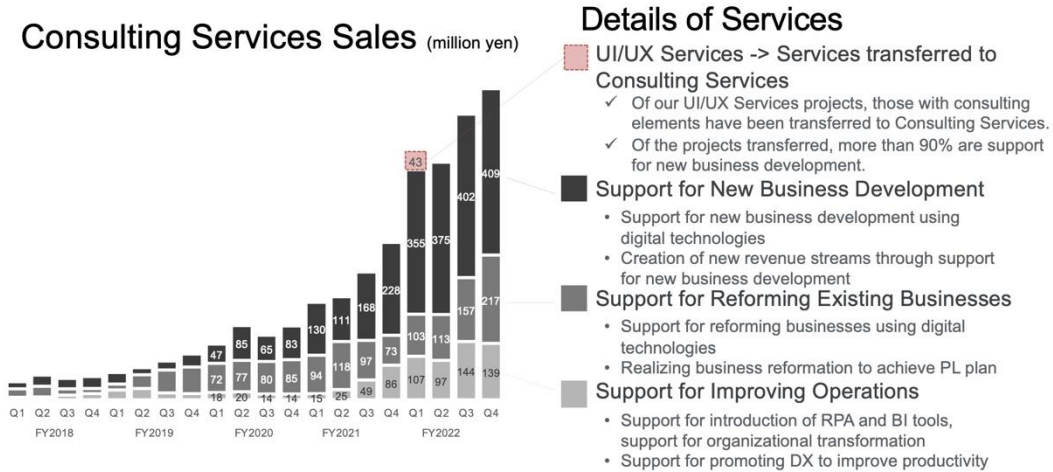 Consulting Services Sales (million yen)
43
355
375
402
409
228
168
130
111
47
85
65
83
217
157
103
113
73
97
118
94
72
77
80
85
139
144
107
97
86
49
25
15
18
20
14
14
Q1 Q2 Q3 Q4 Q1 Q2 Q3 Q4 Q1 Q2 Q3 Q4 Q1 Q2 Q3 Q4 Q1 Q2 Q3 Q4
FY2018 FY2019 FY2020 FY2021 FY2022
Details of Services
UI/UX Services -> Services transferred to
Consulting Services
✓ Of our UI/UX Services projects, those with consulting
elements have been transferred to Consulting Services.
✓ Of the projects transferred, more than 90% are support
for new business development.
Support for New Business Development
• Support for new business development using
digital technologies
• Creation of new revenue streams through support
for new business development
Support for Reforming Existing Businesses
• Support for reforming businesses using digital
technologies
• Realizing business reformation to achieve PL plan
Support for Improving Operations
• Support for introduction of RPA and BI tools,
support for organizational transformation
• Support for promoting DX to improve productivity